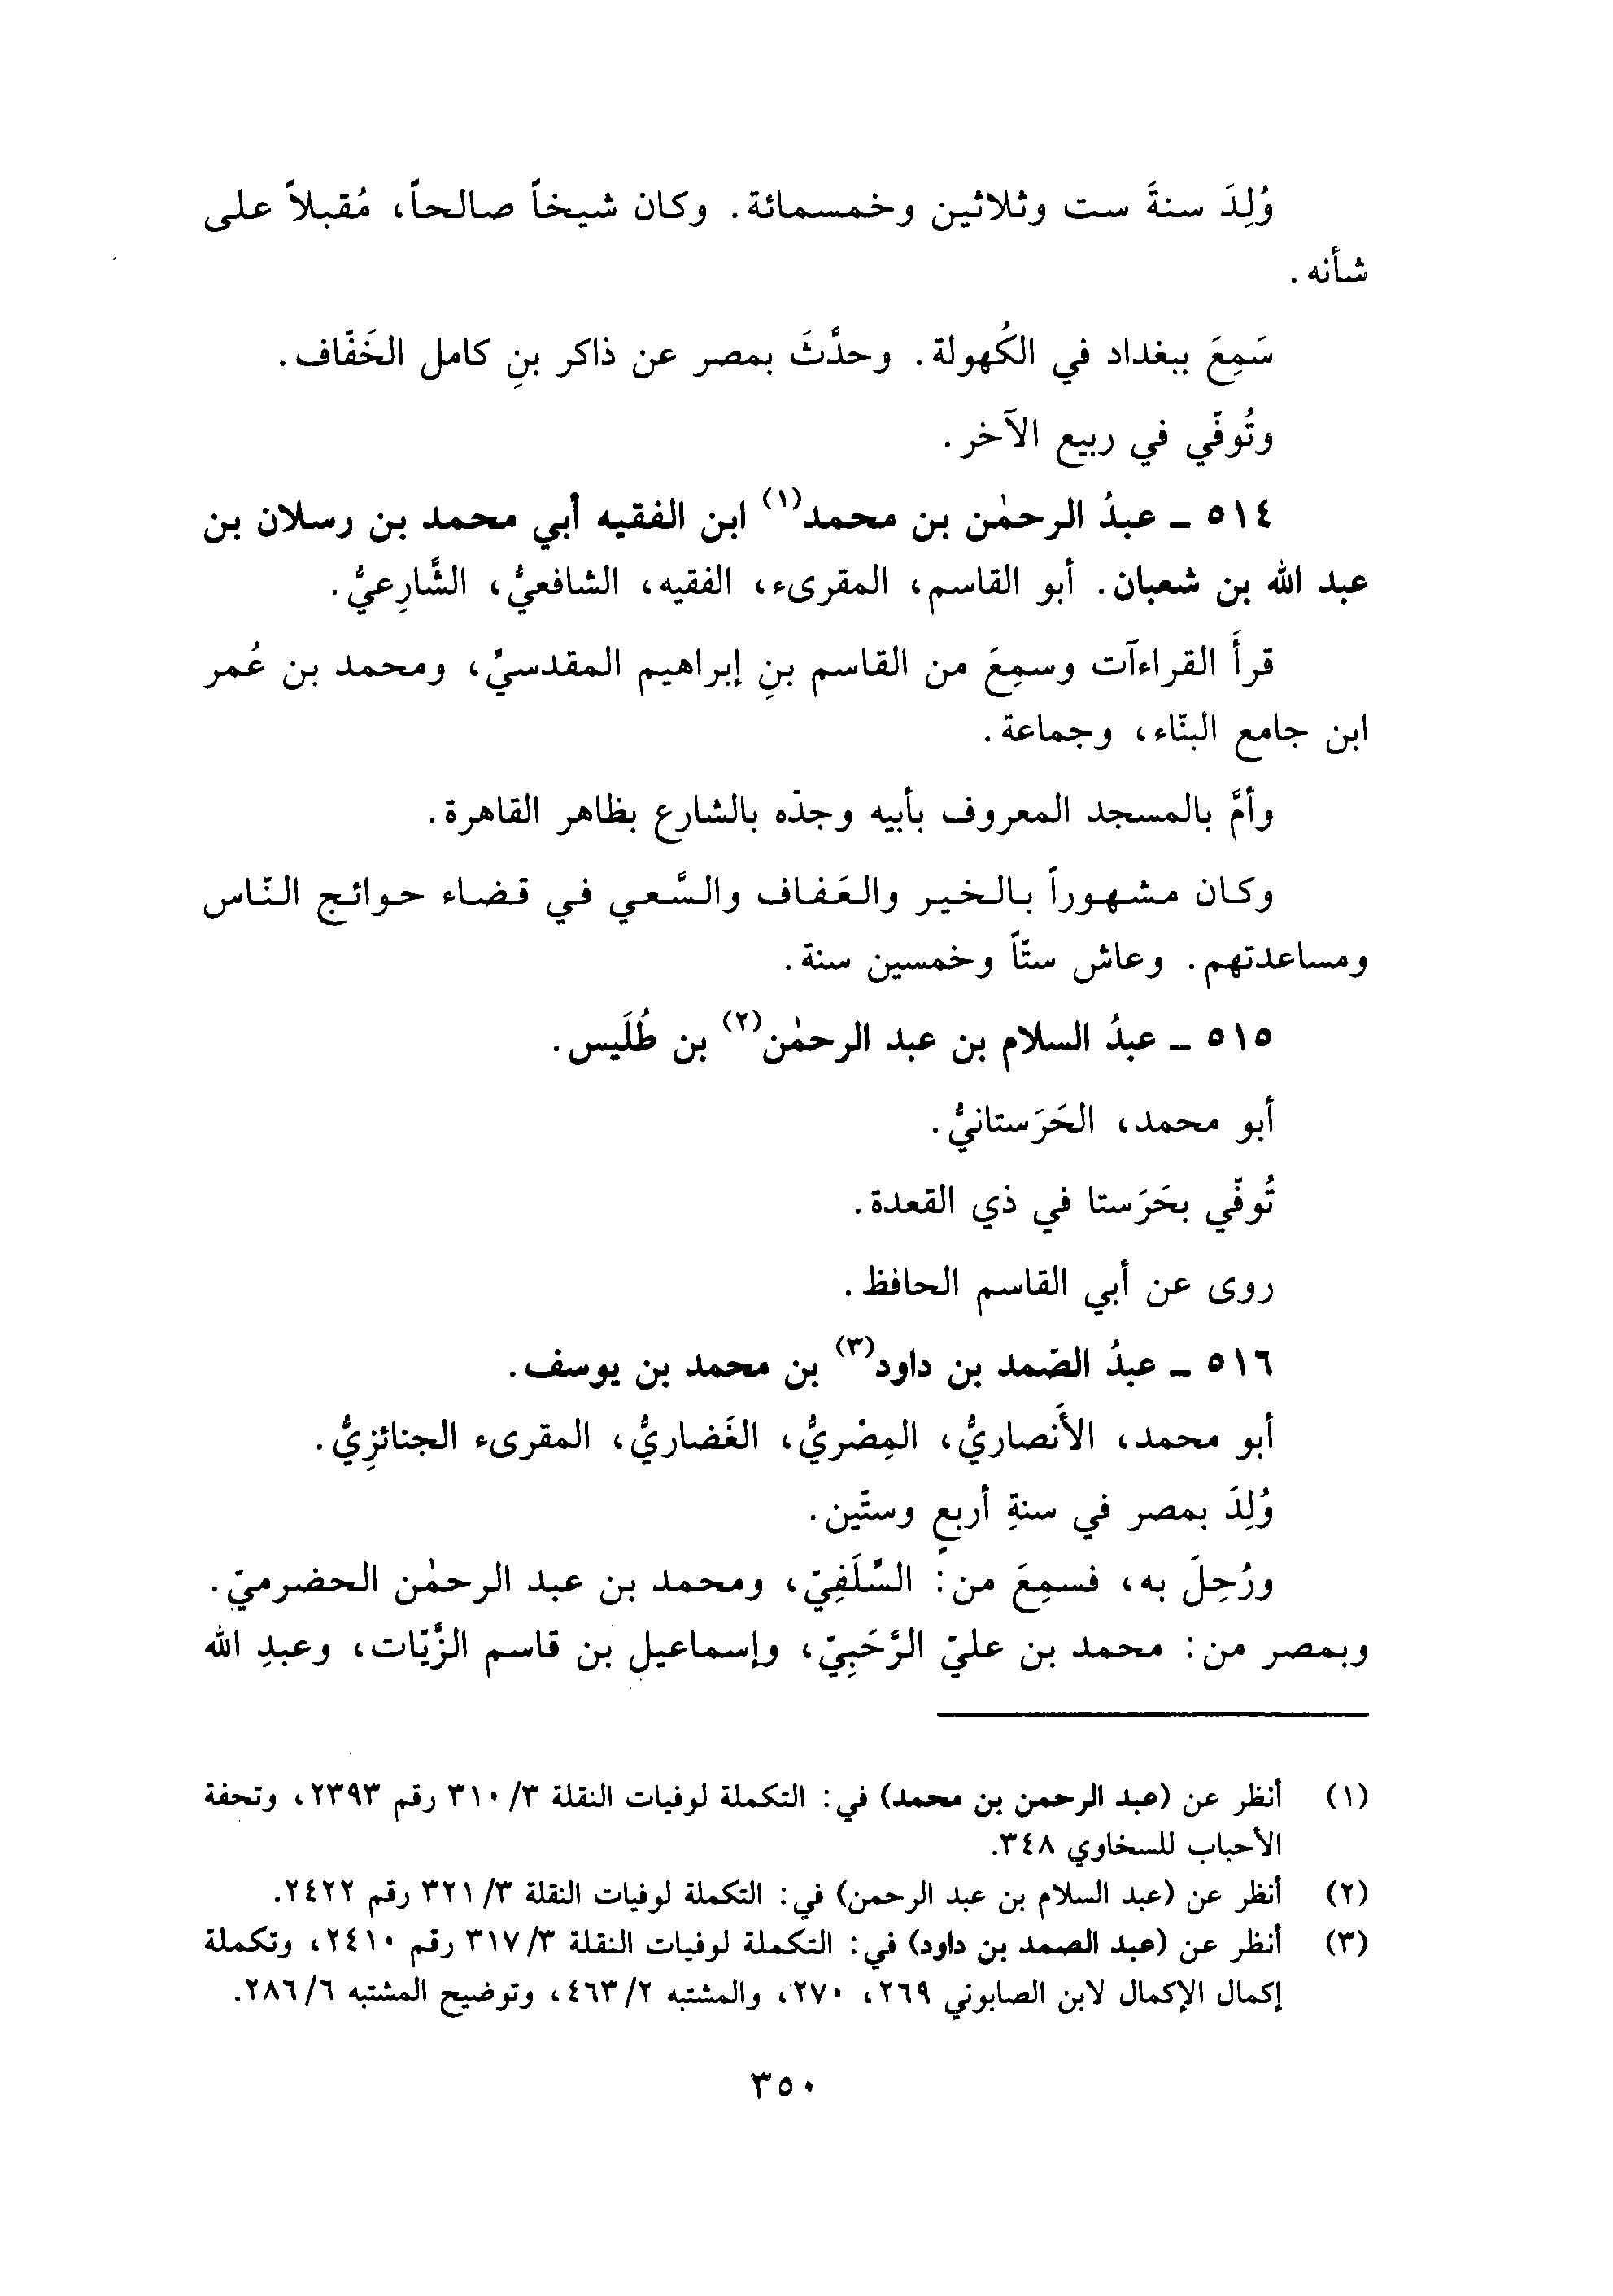 وُلِدَ سنةَ ست وثلاثين وخمسمائة. وكان شيخاً صالحاً، مُقبلاً على
شأنه.
سَمِعَ ببغداد في الكُهولة. وحدَّثَ بمصر عن ذاكر بنِ كامل الخَفّاف.
وتُوفّي في ربيع الآخر.
٥١٤ ـ عبدُ الرحمٰن بن محمد(١) ابن الفقيه أبي محمد بن رسلان بن
عبد الله بن شعبان. أبو القاسم، المقرىء، الفقيه، الشافعيُّ، الشَّارِعيُّ.
قرأَ القراءآت وسمِعَ من القاسم بنِ إبراهيم المقدسيِّ، ومحمد بن عُمر
ابن جامع البنّاء، وجماعة.
وأمَّ بالمسجد المعروف بأبيه وجدّه بالشارع بظاهر القاهرة.
وكان مشهوراً بالخير والعَفاف والسَّعي في قضاء حوائج النّاس
ومساعدتهم. وعاش ستّاً وخمسين سنة.
٥١٥ ـ عبدُ السلام بن عبد الرحمٰن(٢) بن طُلَيس.
أبو محمد، الحَرَستانيُّ.
تُوفّي بحَرَستا في ذي القعدة.
روى عن أبي القاسم الحافظ.
٥١٦ ـ عبدُ الصّمد بن داود(٣) بن محمد بن يوسف.
أبو محمد، الأَنصاريُّ، المِصْريُّ، الغَضاريُّ، المقرىء الجنائزِيُّ.
وُلِدَ بمصر في سنةِ أربعٍ وستّين.
ورُحِلَ به، فسمِعَ من: السِّلَفِيّ، ومحمد بن عبد الرحمٰن الحضرميّ.
وبمصر من: محمد بن عليّ الرَّحَبِيّ، وإسماعيل بن قاسم الزَّيّات، وعبدِ الله
(١) أنظر عن (عبد الرحمن بن محمد) في: التكملة لوفيات النقلة ٣/ ٣١٠ رقم ٢٣٩٣، وتحفة
الأحباب للسخاوي ٣٤٨.
(٢) أنظر عن (عبد السلام بن عبد الرحمن) في: التكملة لوفيات النقلة ٣/ ٣٢١ رقم ٢٤٢٢.
(٣) أنظر عن (عبد الصمد بن داود) في: التكملة لوفيات النقلة ٣/ ٣١٧ رقم ٢٤١٠، وتكملة
إكمال الإكمال لابن الصابوني ٢٦٩، ٢٧٠، والمشتبه ٢/ ٤٦٣، وتوضيح المشتبه ٦/ ٢٨٦.
٣٥٠